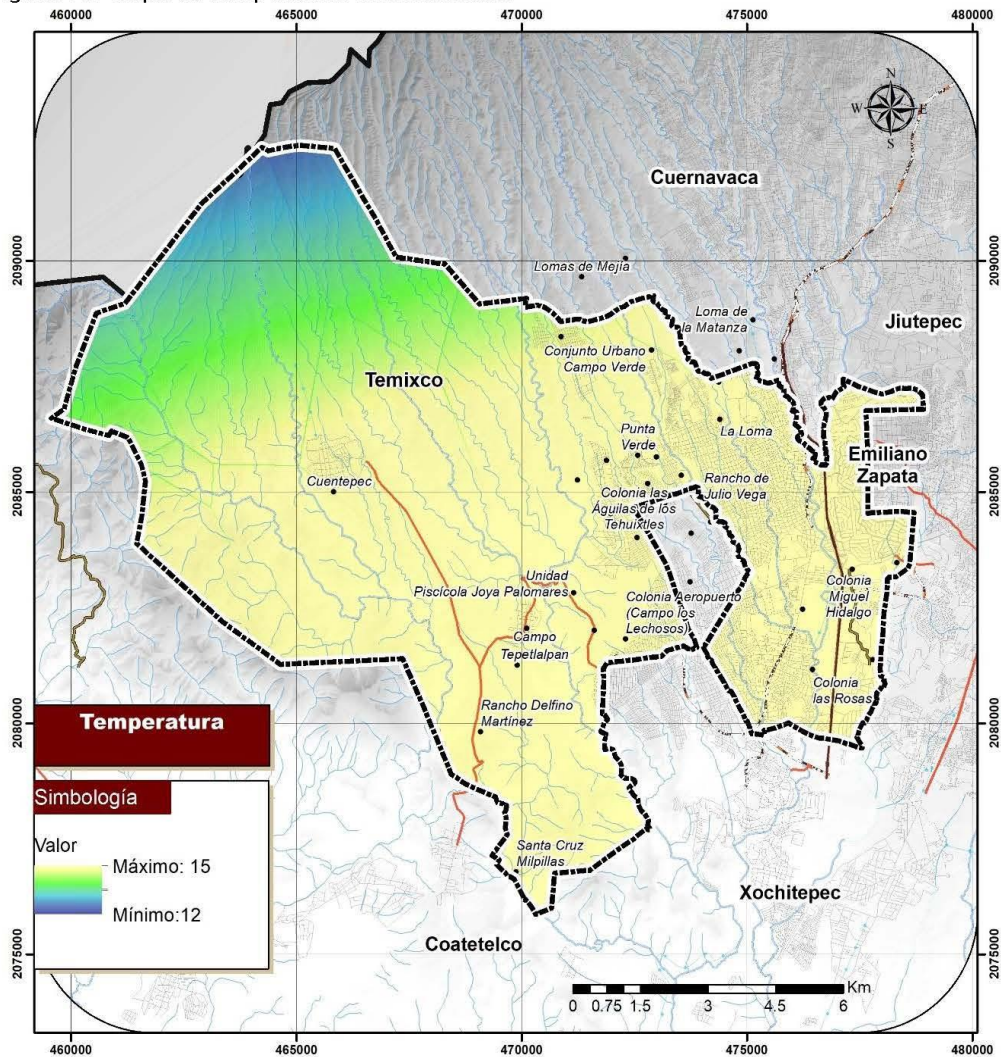 460000
465000
470000
475000
480000
N
W E
S
Cuernavaca
2090000
2090000
Lomas de Mejía
Loma de
la Matanza
Jiutepec
Conjunto Urbano
Campo Verde
Temixco
Punta
Verde
La Loma
Emiliano
Zapata
Cuentepec
Rancho de
Julio Vega
2085000
2085000
Colonia las
Águilas de los
Tehuixtles
Unidad
Piscícola Joya Palomares
Colonia Aeropuerto
(Campo los
Lechosos)
Colonia
Miguel
Hidalgo
Campo
Tepetlalpan
Colonia
las Rosas
Rancho Delfino
Martínez
2080000
2080000
Temperatura
Simbología
Valor
Máximo: 15
Mínimo:12
Santa Cruz
Milpillas
Xochitepec
Coatetelco
2075000
2075000
Km
0 0.75 1.5 3 4.5 6
460000
465000
470000
475000
480000